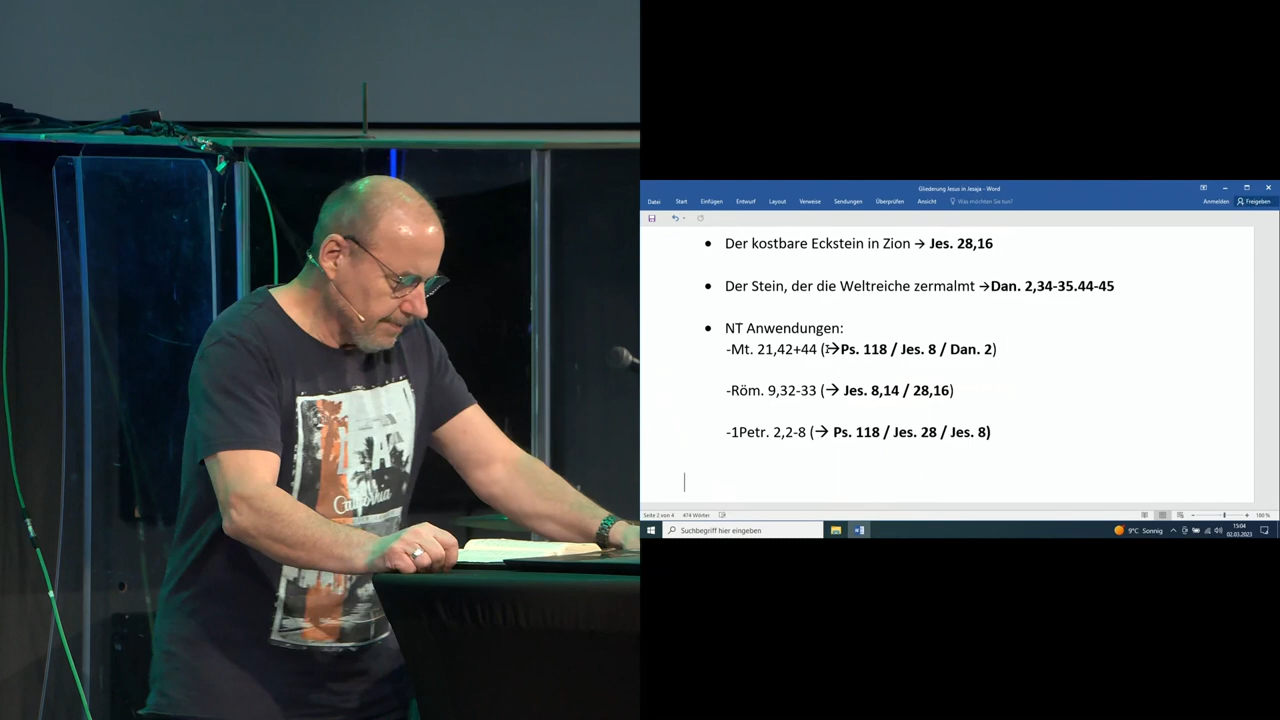 Gliederung Jesus in Jesaja - Word
Datei Start Einfügen Entwurf Layout Verweise Sendungen Überprüfen Ansicht Was möchten Sie tun? Anmelden Freigeben
• Der kostbare Eckstein in Zion → Jes. 28,16
• Der Stein, der die Weltreiche zermalmt →Dan. 2,34-35.44-45
• NT Anwendungen:
-Mt. 21,42+44 (→Ps. 118 / Jes. 8 / Dan. 2)
-Röm. 9,32-33 (→ Jes. 8,14 / 28,16)
-1Petr. 2,2-8 (→ Ps. 118 / Jes. 28 / Jes. 8)
Seite 2 von 4 474 Wörter 180 %
Suchbegriff hier eingeben 9°C Sonnig 15:04
02.03.2023
California